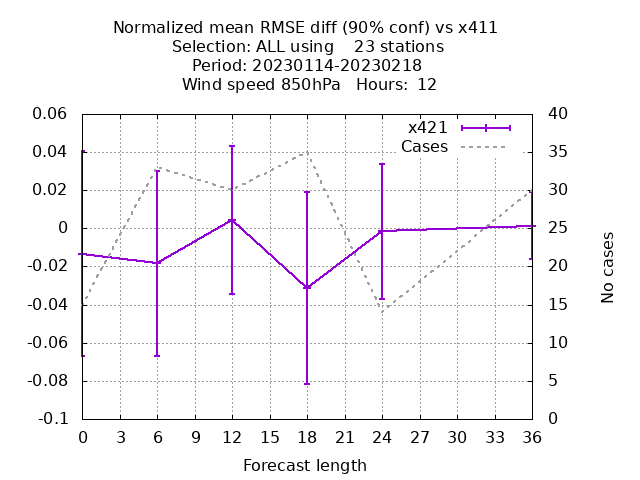 Normalized mean RMSE diff (90% conf) vs x411
Selection: ALL using    23 stations
Period: 20230114-20230218
Wind speed 850hPa   Hours:  12
0.06 40
x421
0.04 35
Cases
0.02 30
0 25
-0.02 20
-0.04 15
-0.06 10
-0.08 5
-0.1 0
No cases
0 3 6 9 12 15 18 21 24 27 30 33 36
Forecast length